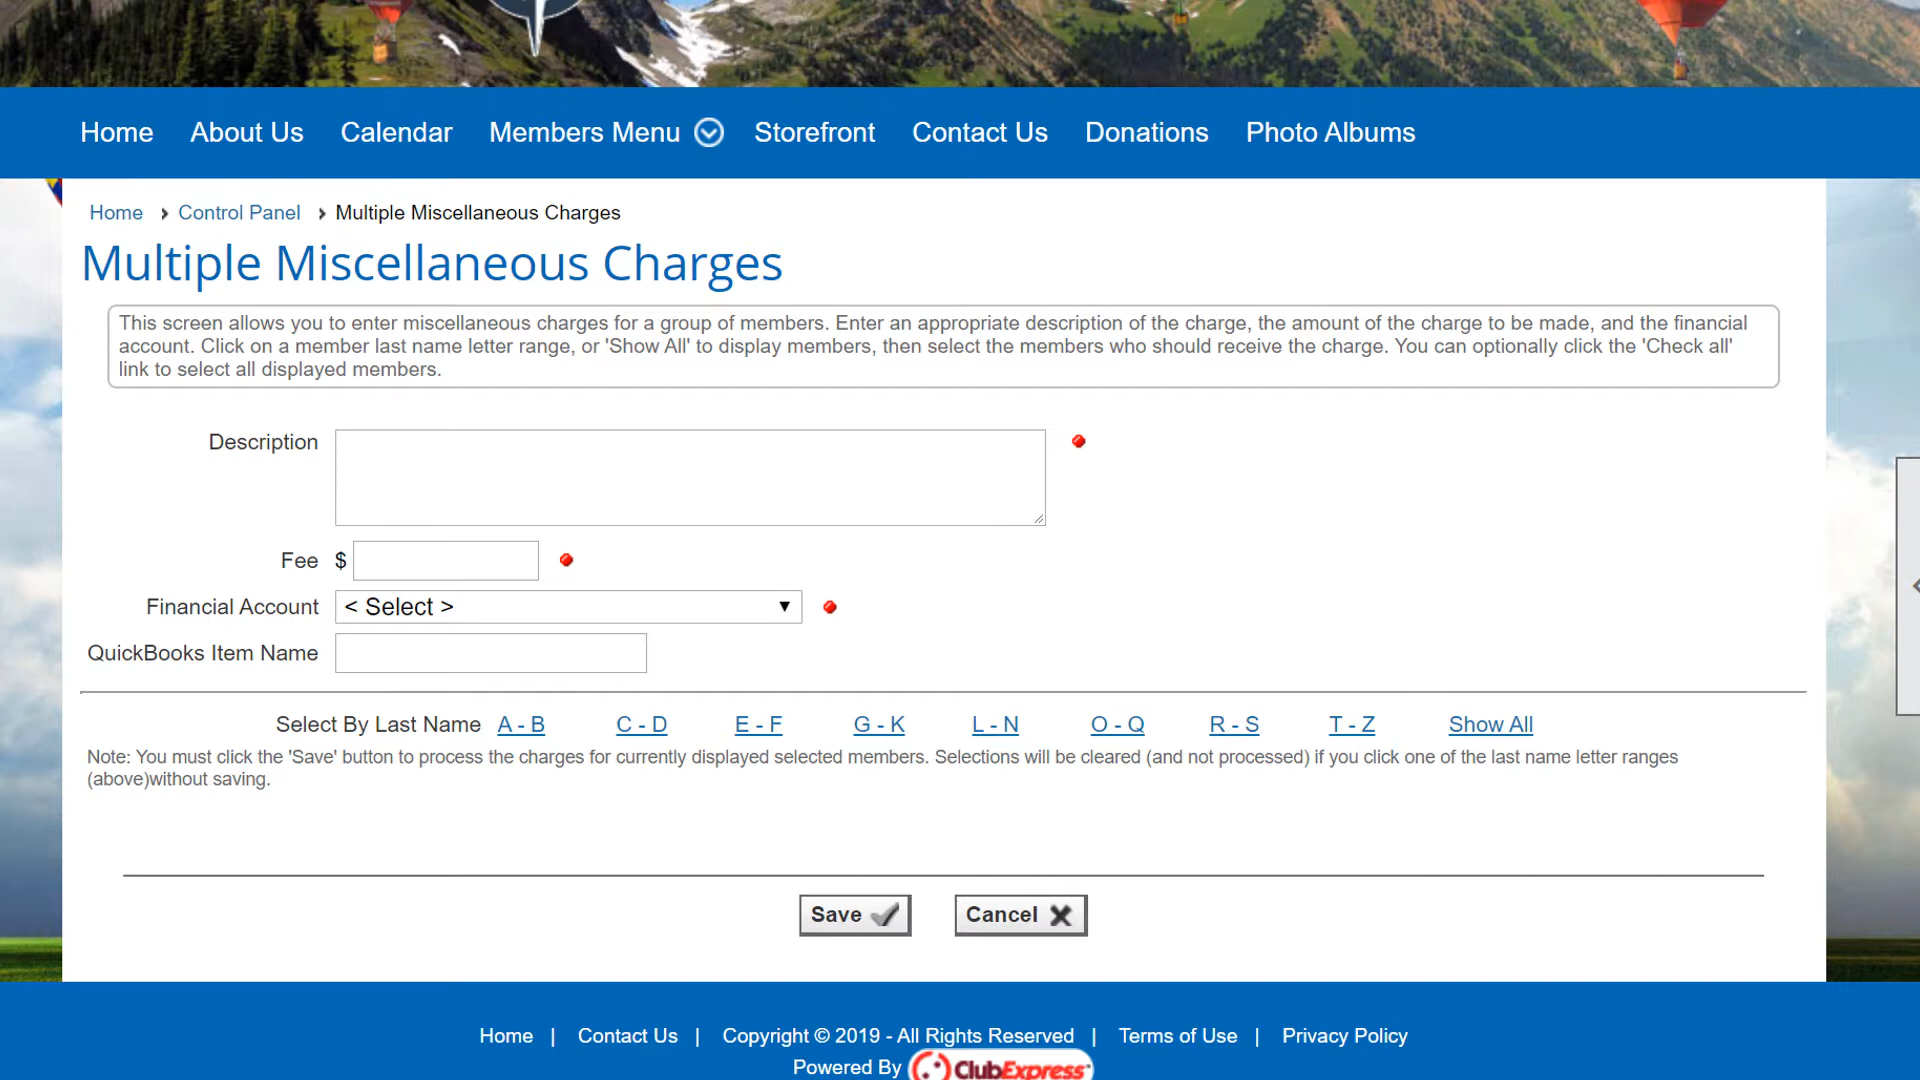 Home About Us Calendar Members Menu Storefront Contact Us Donations Photo Albums
Home Control Panel Multiple Miscellaneous Charges
Multiple Miscellaneous Charges
This screen allows you to enter miscellaneous charges for a group of members. Enter an appropriate description of the charge, the amount of the charge to be made, and the financial
account. Click on a member last name letter range, or 'Show All' to display members, then select the members who should receive the charge. You can optionally click the 'Check all'
link to select all displayed members.
Description
Fee $
Financial Account < Select >
QuickBooks Item Name
Select By Last Name A - B C - D E - F G - K L - N O - Q R - S T - Z Show All
Note: You must click the 'Save' button to process the charges for currently displayed selected members. Selections will be cleared (and not processed) if you click one of the last name letter ranges
(above)without saving.
Save Cancel
Home | Contact Us | Copyright © 2019 - All Rights Reserved | Terms of Use | Privacy Policy
Powered By ClubExpress